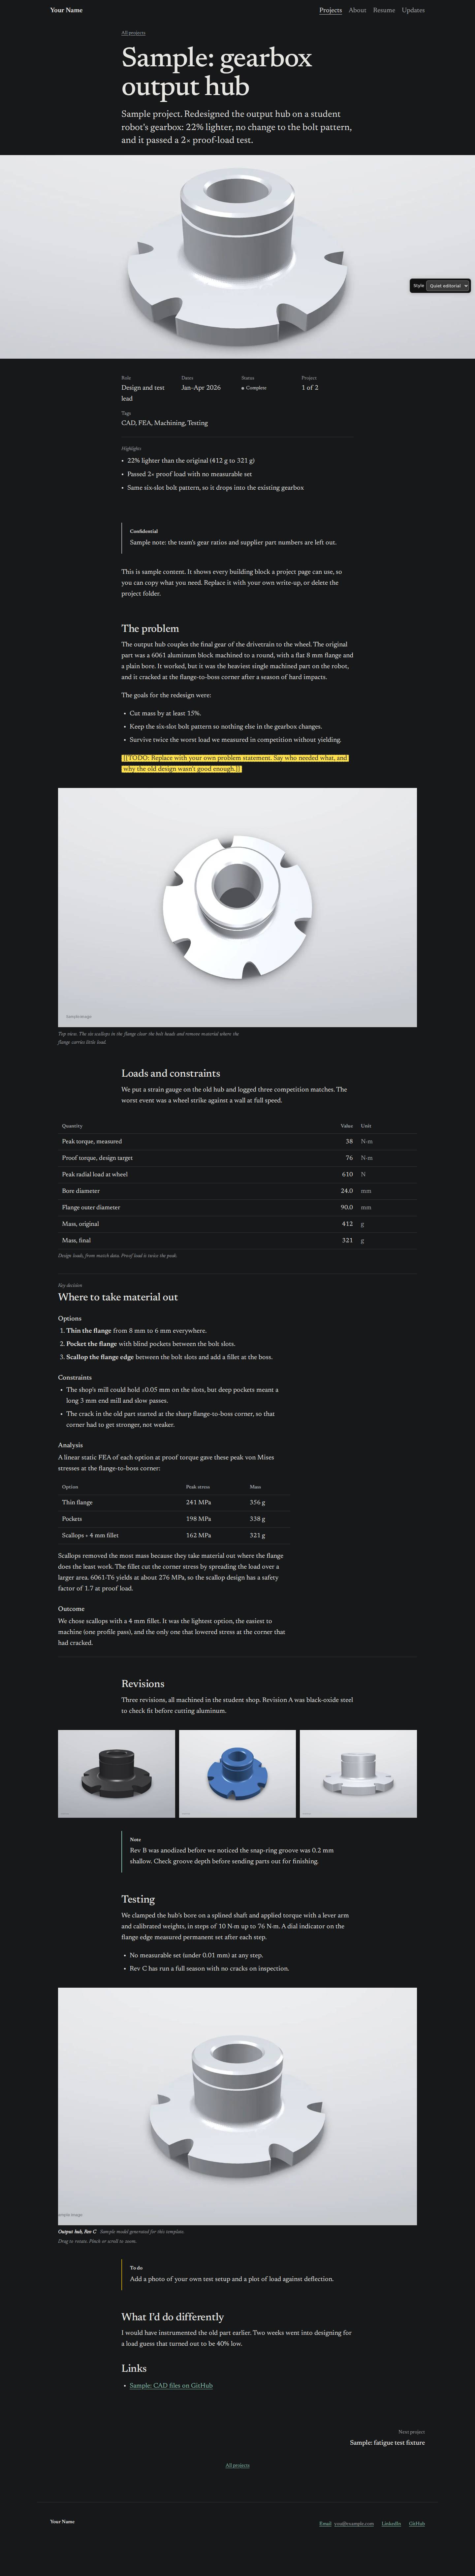 Your Name
Projects About Resume Updates
All projects
Sample: gearbox
output hub
Sample project. Redesigned the output hub on a student
robot's gearbox: 22% lighter, no change to the bolt pattern,
and it passed a 2× proof-load test.
Style Quiet editorial
Role Dates Status Project
Design and test
lead
Jan–Apr 2026
Complete
1 of 2
Tags
CAD, FEA, Machining, Testing
Highlights
• 22% lighter than the original (412 g to 321 g)
• Passed 2× proof load with no measurable set
• Same six-slot bolt pattern, so it drops into the existing gearbox
Confidential
Sample note: the team's gear ratios and supplier part numbers are left out.
This is sample content. It shows every building block a project page can use, so
you can copy what you need. Replace it with your own write-up, or delete the
project folder.
The problem
The output hub couples the final gear of the drivetrain to the wheel. The original
part was a 6061 aluminum block machined to a round, with a flat 8 mm flange and
a plain bore. It worked, but it was the heaviest single machined part on the robot,
and it cracked at the flange-to-boss corner after a season of hard impacts.
The goals for the redesign were:
• Cut mass by at least 15%.
• Keep the six-slot bolt pattern so nothing else in the gearbox changes.
• Survive twice the worst load we measured in competition without yielding.
[[TODO: Replace with your own problem statement. Say who needed what, and
why the old design wasn't good enough.]]
Sample image
Top view. The six scallops in the flange clear the bolt heads and remove material where the
flange carries little load.
Loads and constraints
We put a strain gauge on the old hub and logged three competition matches. The
worst event was a wheel strike against a wall at full speed.
Quantity Value Unit
Peak torque, measured 38 N·m
Proof torque, design target 76 N·m
Peak radial load at wheel 610 N
Bore diameter 24.0 mm
Flange outer diameter 90.0 mm
Mass, original 412 g
Mass, final 321 g
Design loads, from match data. Proof load is twice the peak.
Key decision
Where to take material out
Options
1. Thin the flange from 8 mm to 6 mm everywhere.
2. Pocket the flange with blind pockets between the bolt slots.
3. Scallop the flange edge between the bolt slots and add a fillet at the boss.
Constraints
• The shop's mill could hold ±0.05 mm on the slots, but deep pockets meant a
long 3 mm end mill and slow passes.
• The crack in the old part started at the sharp flange-to-boss corner, so that
corner had to get stronger, not weaker.
Analysis
A linear static FEA of each option at proof torque gave these peak von Mises
stresses at the flange-to-boss corner:
Option Peak stress Mass
Thin flange 241 MPa 356 g
Pockets 198 MPa 338 g
Scallops + 4 mm fillet 162 MPa 321 g
Scallops removed the most mass because they take material out where the flange
does the least work. The fillet cut the corner stress by spreading the load over a
larger area. 6061-T6 yields at about 276 MPa, so the scallop design has a safety
factor of 1.7 at proof load.
Outcome
We chose scallops with a 4 mm fillet. It was the lightest option, the easiest to
machine (one profile pass), and the only one that lowered stress at the corner that
had cracked.
Revisions
Three revisions, all machined in the student shop. Revision A was black-oxide steel
to check fit before cutting aluminum.
Note
Rev B was anodized before we noticed the snap-ring groove was 0.2 mm
shallow. Check groove depth before sending parts out for finishing.
Testing
We clamped the hub's bore on a splined shaft and applied torque with a lever arm
and calibrated weights, in steps of 10 N·m up to 76 N·m. A dial indicator on the
flange edge measured permanent set after each step.
• No measurable set (under 0.01 mm) at any step.
• Rev C has run a full season with no cracks on inspection.
ample image
Output hub, Rev C Sample model generated for this template.
Drag to rotate. Pinch or scroll to zoom.
To do
Add a photo of your own test setup and a plot of load against deflection.
What I'd do differently
I would have instrumented the old part earlier. Two weeks went into designing for
a load guess that turned out to be 40% low.
Links
• Sample: CAD files on GitHub
Next project
Sample: fatigue test fixture
All projects
Your Name
Email you@example.com LinkedIn GitHub